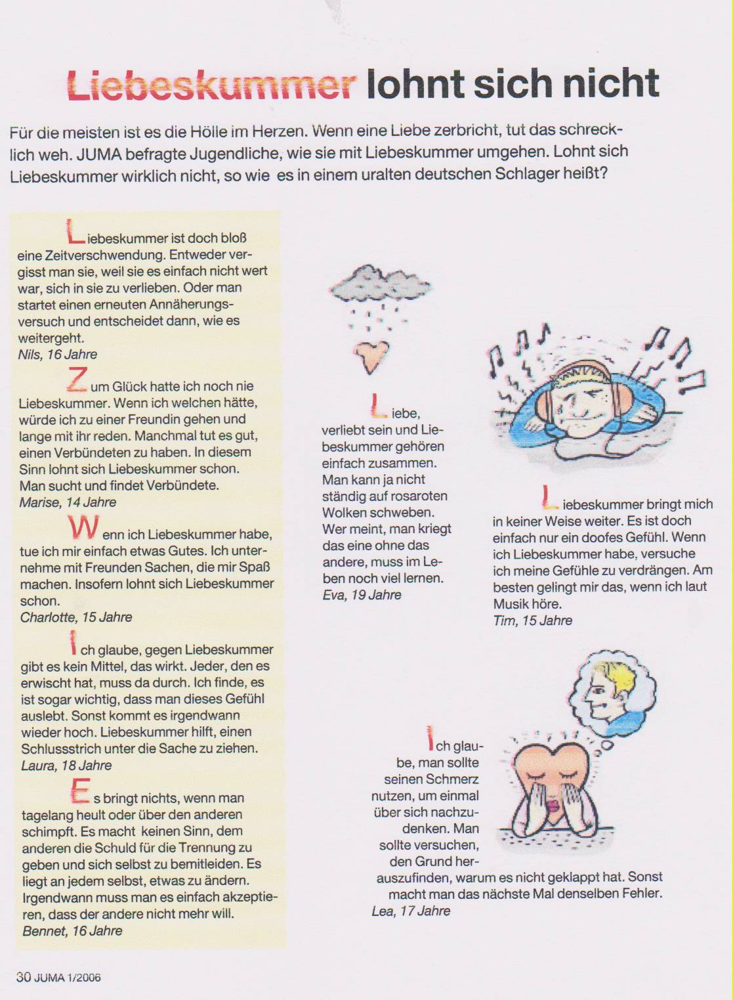 Liebeskummer lohnt sich nicht
Für die meisten ist es die Hölle im Herzen. Wenn eine Liebe zerbricht, tut das schreck-
lich weh. JUMA befragte Jugendliche, wie sie mit Liebeskummer umgehen. Lohnt sich
Liebeskummer wirklich nicht, so wie es in einem uralten deutschen Schlager heißt?
Liebeskummer ist doch bloß
eine Zeitverschwendung. Entweder ver-
gisst man sie, weil sie es einfach nicht wert
war, sich in sie zu verlieben. Oder man
startet einen erneuten Annäherungs-
versuch und entscheidet dann, wie es
weitergeht.
Nils, 16 Jahre
Zum Glück hatte ich noch nie
Liebeskummer. Wenn ich welchen hätte,
würde ich zu einer Freundin gehen und
lange mit ihr reden. Manchmal tut es gut,
einen Verbündeten zu haben. In diesem
Sinn lohnt sich Liebeskummer schon.
Man sucht und findet Verbündete.
Marise, 14 Jahre
Wenn ich Liebeskummer habe,
tue ich mir einfach etwas Gutes. Ich unter-
nehme mit Freunden Sachen, die mir Spaß
machen. Insofern lohnt sich Liebeskummer
schon.
Charlotte, 15 Jahre
Ich glaube, gegen Liebeskummer
gibt es kein Mittel, das wirkt. Jeder, den es
erwischt hat, muss da durch. Ich finde, es
ist sogar wichtig, dass man dieses Gefühl
auslebt. Sonst kommt es irgendwann
wieder hoch. Liebeskummer hilft, einen
Schlussstrich unter die Sache zu ziehen.
Laura, 18 Jahre
Es bringt nichts, wenn man
tagelang heult oder über den anderen
schimpft. Es macht keinen Sinn, dem
anderen die Schuld für die Trennung zu
geben und sich selbst zu bemitleiden. Es
liegt an jedem selbst, etwas zu ändern.
Irgendwann muss man es einfach akzeptie-
ren, dass der andere nicht mehr will.
Bennet, 16 Jahre
Liebe,
verliebt sein und Lie-
beskummer gehören
einfach zusammen.
Man kann ja nicht
ständig auf rosaroten
Wolken schweben.
Wer meint, man kriegt
das eine ohne das
andere, muss im Le-
ben noch viel lernen.
Eva, 19 Jahre
Liebeskummer bringt mich
in keiner Weise weiter. Es ist doch
einfach nur ein doofes Gefühl. Wenn
ich Liebeskummer habe, versuche
ich meine Gefühle zu verdrängen. Am
besten gelingt mir das, wenn ich laut
Musik höre.
Tim, 15 Jahre
Ich glau-
be, man sollte
seinen Schmerz
nutzen, um einmal
über sich nachzu-
denken. Man
sollte versuchen,
den Grund her-
auszufinden, warum es nicht geklappt hat. Sonst
macht man das nächste Mal denselben Fehler.
Lea, 17 Jahre
30 JUMA 1/2006